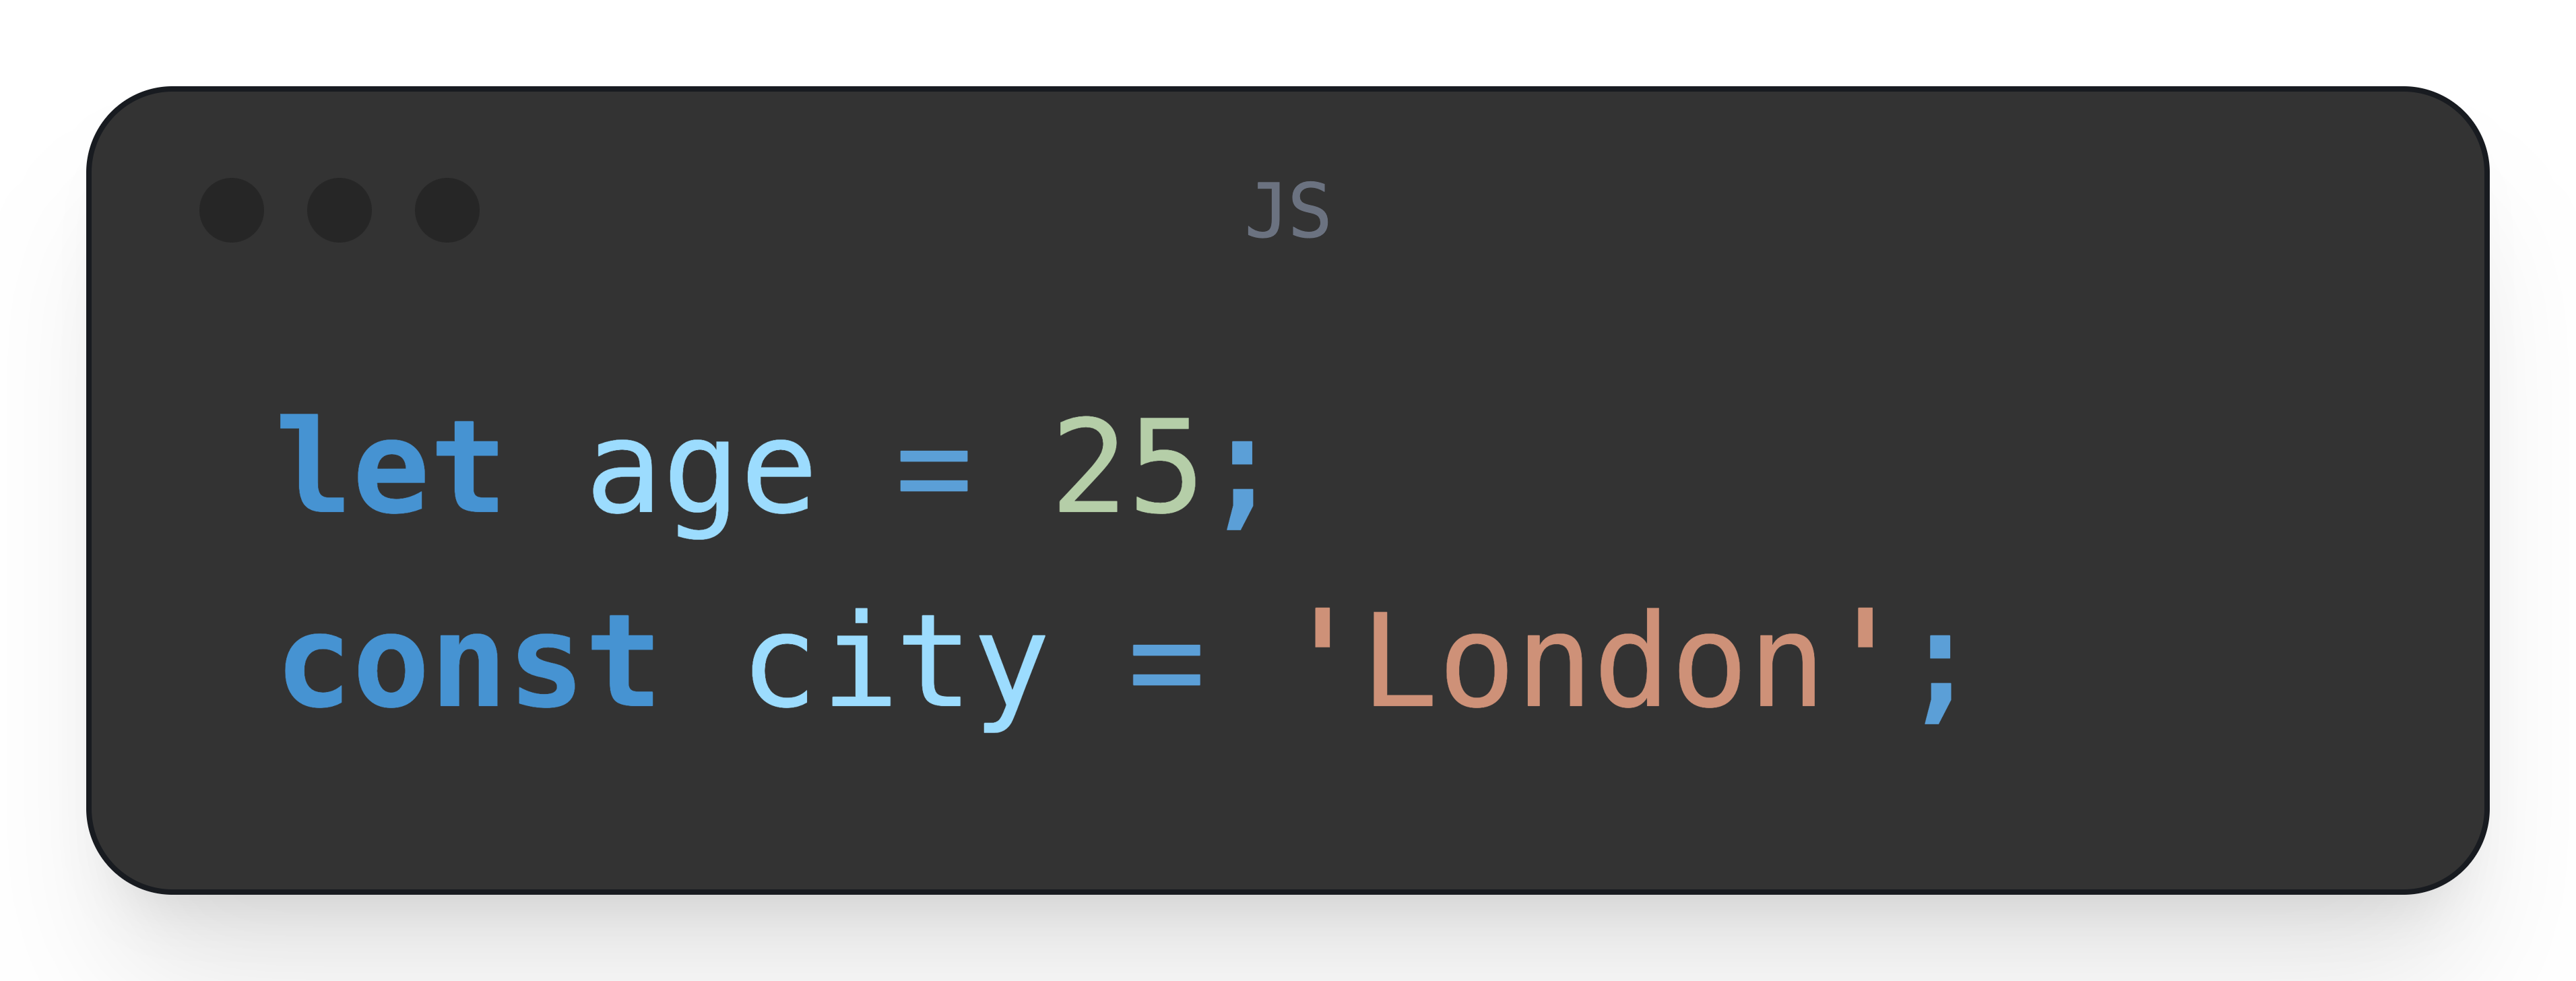 JS
let age = 25;
const city = 'London';